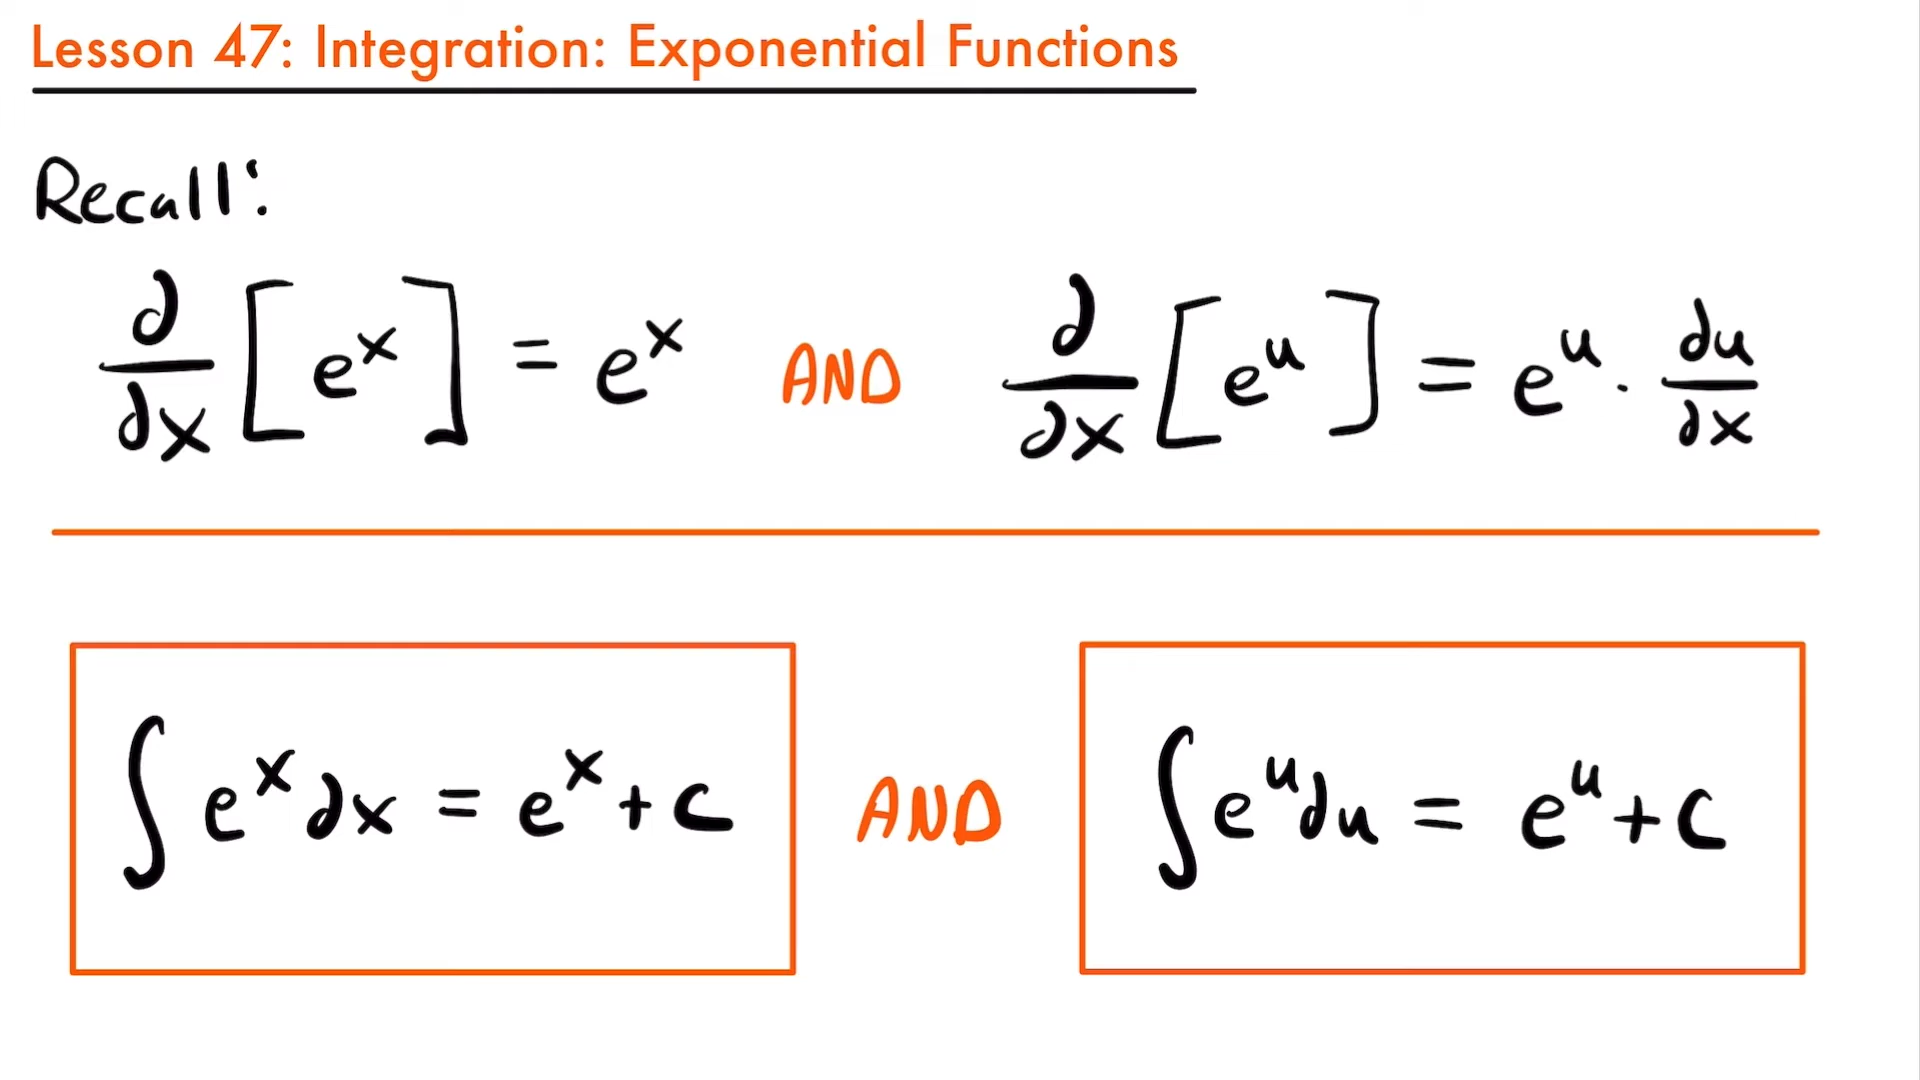 Lesson 47: Integration: Exponential Functions
Recall:
∂/∂x [e^x] = e^x AND ∂/∂x [e^u] = e^u · ∂u/∂x
∫ e^x ∂x = e^x + c AND ∫ e^u ∂u = e^u + c